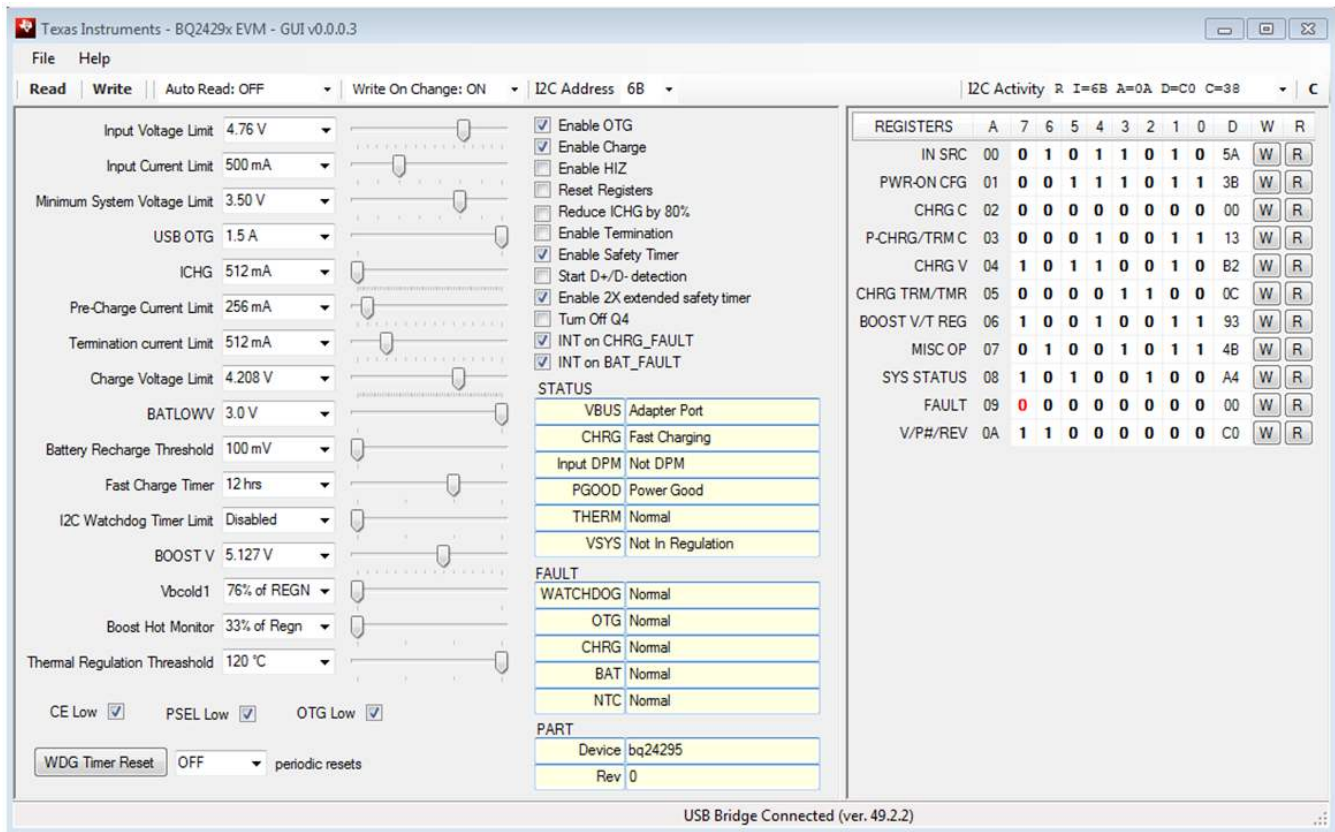 Texas Instruments - BQ2429x EVM - GUI v0.0.0.3
File Help
Read Write Auto Read: OFF Write On Change: ON I2C Address 6B I2C Activity R I=6B A=0A D=C0 C=38 C
Input Voltage Limit 4.76 V
Input Current Limit 500 mA
Minimum System Voltage Limit 3.50 V
USB OTG 1.5 A
ICHG 512 mA
Pre-Charge Current Limit 256 mA
Termination current Limit 512 mA
Charge Voltage Limit 4.208 V
BATLOWV 3.0 V
Battery Recharge Threshold 100 mV
Fast Charge Timer 12 hrs
I2C Watchdog Timer Limit Disabled
BOOST V 5.127 V
Vbcold1 76% of REGN
Boost Hot Monitor 33% of Regn
Thermal Regulation Threashold 120 °C
CE Low PSEL Low OTG Low
WDG Timer Reset OFF periodic resets
Enable OTG
Enable Charge
Enable HIZ
Reset Registers
Reduce ICHG by 80%
Enable Termination
Enable Safety Timer
Start D+/D- detection
Enable 2X extended safety timer
Turn Off Q4
INT on CHRG_FAULT
INT on BAT_FAULT
STATUS
VBUS Adapter Port
CHRG Fast Charging
Input DPM Not DPM
PGOOD Power Good
THERM Normal
VSYS Not In Regulation
FAULT
WATCHDOG Normal
OTG Normal
CHRG Normal
BAT Normal
NTC Normal
PART
Device bq24295
Rev 0
REGISTERS A 7 6 5 4 3 2 1 0 D W R
IN SRC 00 0 1 0 1 1 0 1 0 5A W R
PWR-ON CFG 01 0 0 1 1 1 0 1 1 3B W R
CHRG C 02 0 0 0 0 0 0 0 0 00 W R
P-CHRG/TRM C 03 0 0 0 1 0 0 1 1 13 W R
CHRG V 04 1 0 1 1 0 0 1 0 B2 W R
CHRG TRM/TMR 05 0 0 0 0 1 1 0 0 0C W R
BOOST V/T REG 06 1 0 0 1 0 0 1 1 93 W R
MISC OP 07 0 1 0 0 1 0 1 1 4B W R
SYS STATUS 08 1 0 1 0 0 1 0 0 A4 W R
FAULT 09 0 0 0 0 0 0 0 0 00 W R
V/P#/REV 0A 1 1 0 0 0 0 0 0 C0 W R
USB Bridge Connected (ver. 49.2.2)